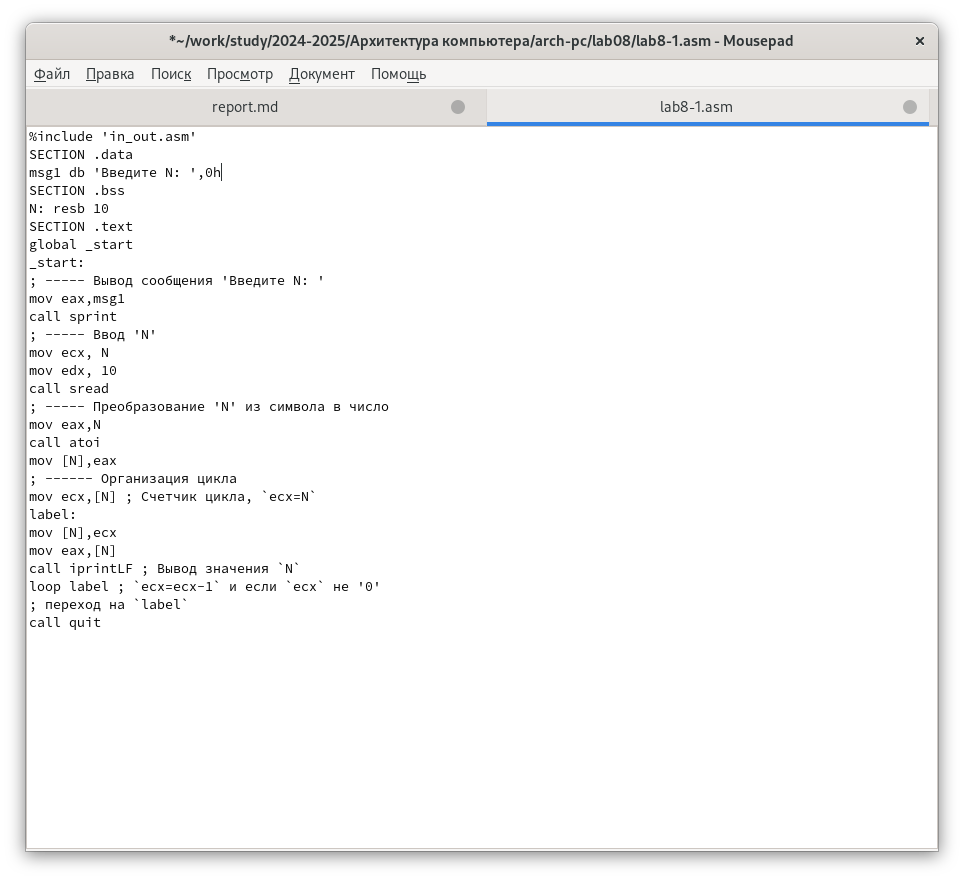 *~/work/study/2024-2025/Архитектура компьютера/arch-pc/lab08/lab8-1.asm - Mousepad
Файл Правка Поиск Просмотр Документ Помощь
report.md lab8-1.asm
%include 'in_out.asm'
SECTION .data
msg1 db 'Введите N: ',0h
SECTION .bss
N: resb 10
SECTION .text
global _start
_start:
; ----- Вывод сообщения 'Введите N: '
mov eax,msg1
call sprint
; ----- Ввод 'N'
mov ecx, N
mov edx, 10
call sread
; ----- Преобразование 'N' из символа в число
mov eax,N
call atoi
mov [N],eax
; ------ Организация цикла
mov ecx,[N] ; Счетчик цикла, `ecx=N`
label:
mov [N],ecx
mov eax,[N]
call iprintLF ; Вывод значения `N`
loop label ; `ecx=ecx-1` и если `ecx` не '0'
; переход на `label`
call quit